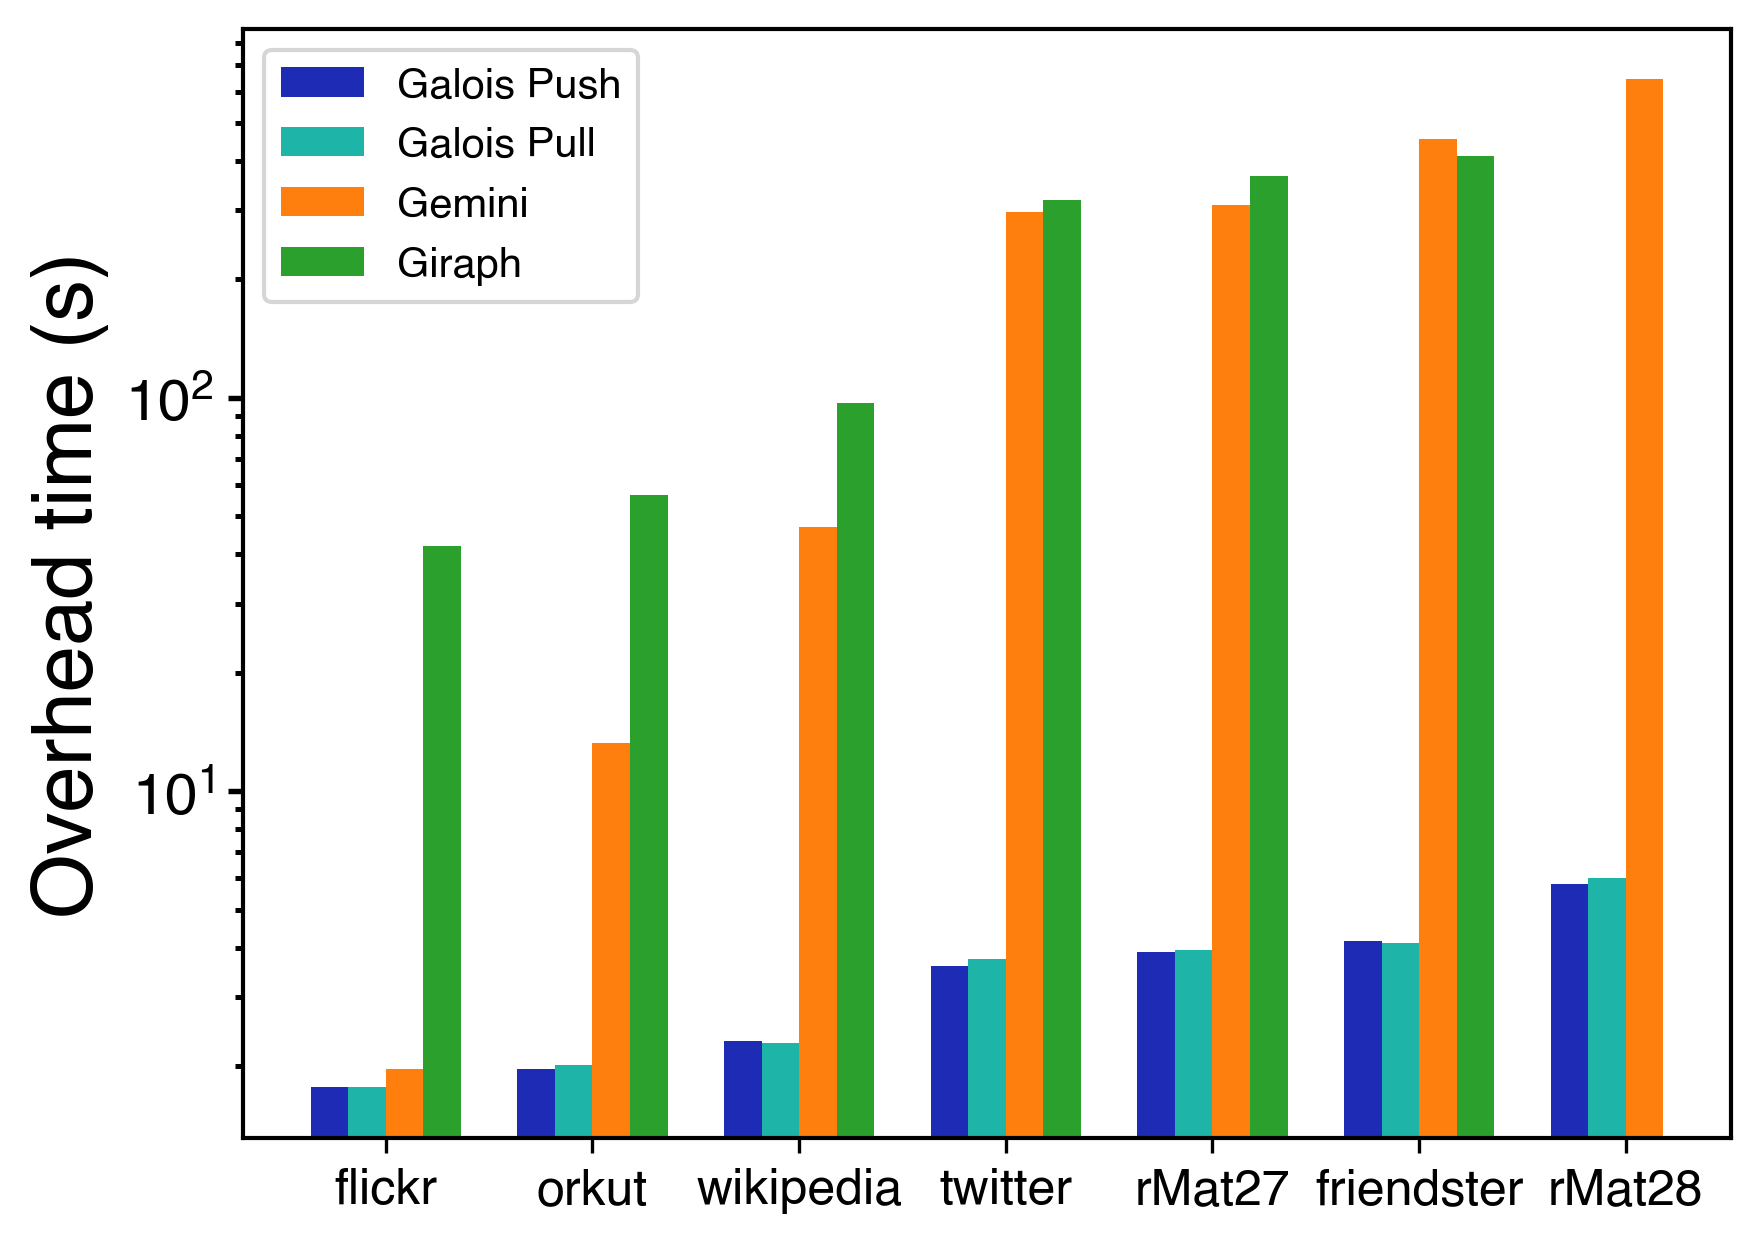 Galois Push
Galois Pull
Gemini
Giraph
Overhead time (s)
10²
10¹
flickr orkut wikipedia twitter rMat27 friendster rMat28